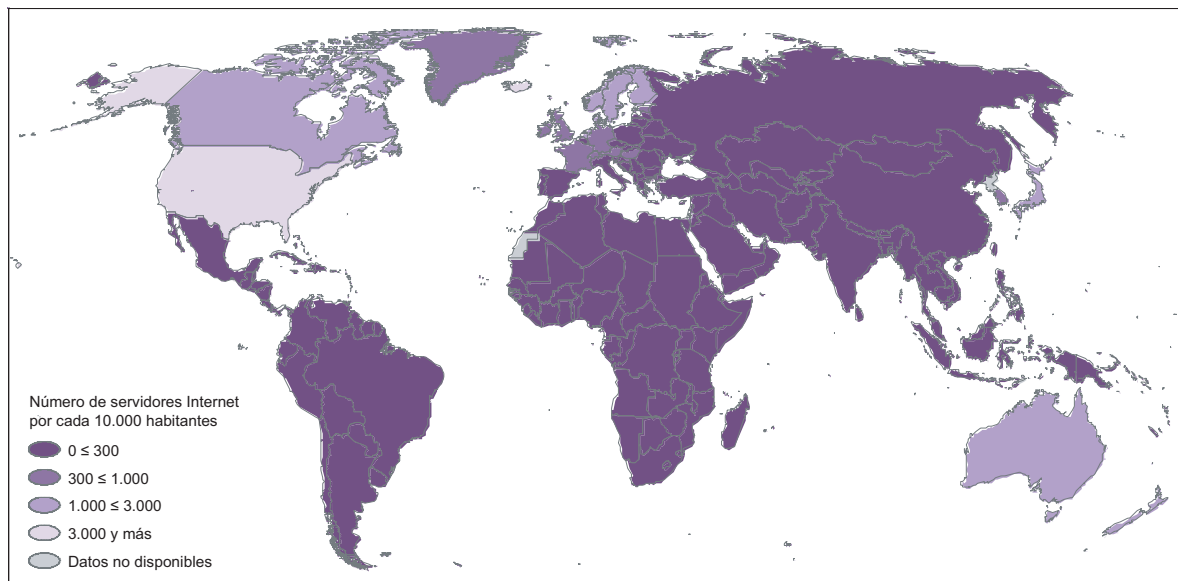 Número de servidores Internet
por cada 10.000 habitantes
0 ≤ 300
300 ≤ 1.000
1.000 ≤ 3.000
3.000 y más
Datos no disponibles